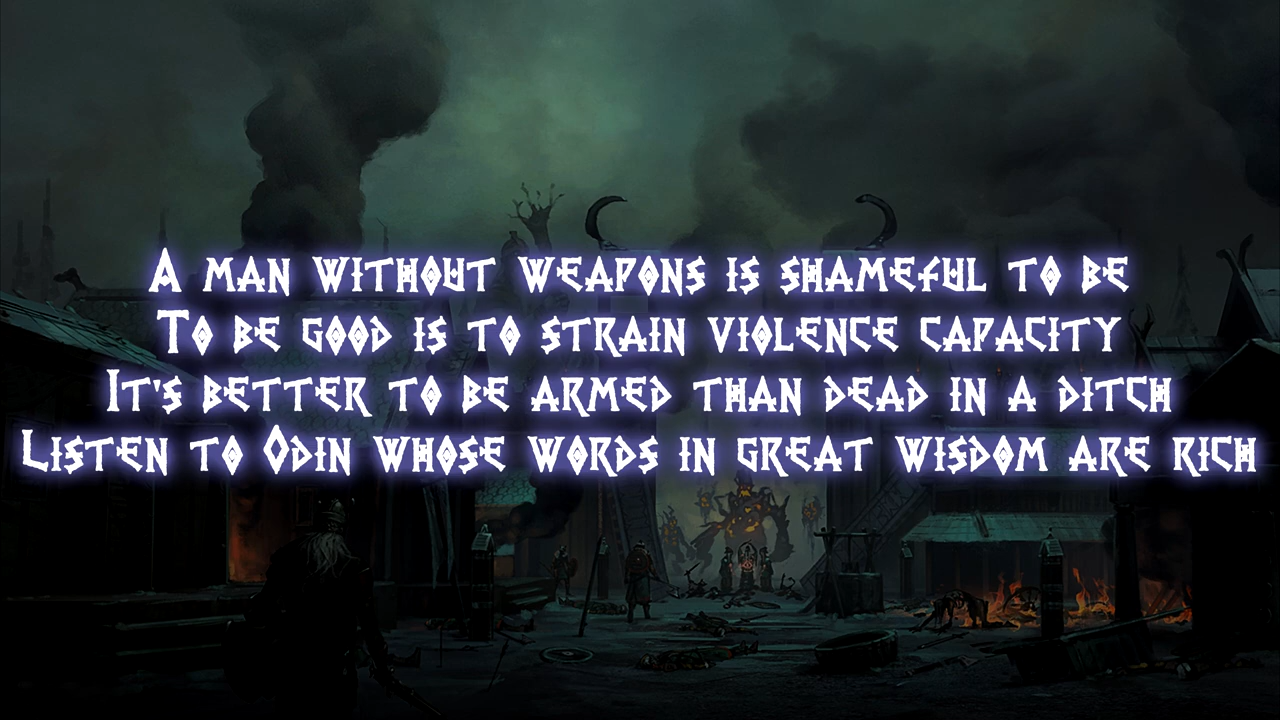 A man without weapons is shameful to be
To be good is to strain violence capacity
It's better to be armed than dead in a ditch
Listen to Odin whose words in great wisdom are rich